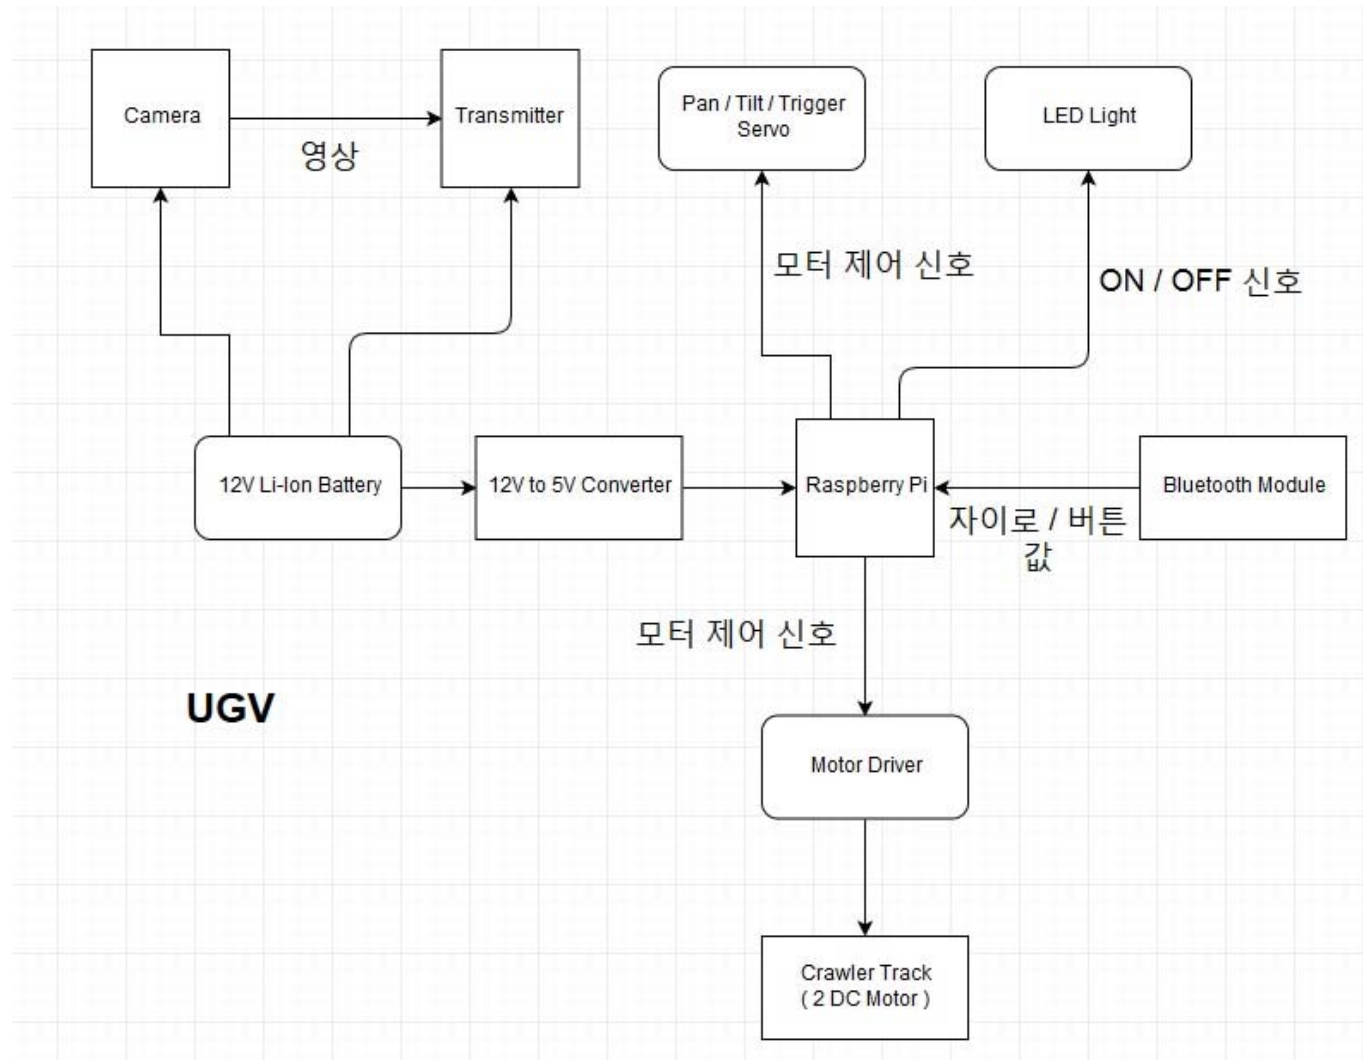 Camera
영상
Transmitter
Pan / Tilt / Trigger
Servo
LED Light
모터 제어 신호
ON / OFF 신호
12V Li-Ion Battery
12V to 5V Converter
Raspberry Pi
자이로 / 버튼
값
Bluetooth Module
모터 제어 신호
UGV
Motor Driver
Crawler Track
( 2 DC Motor )